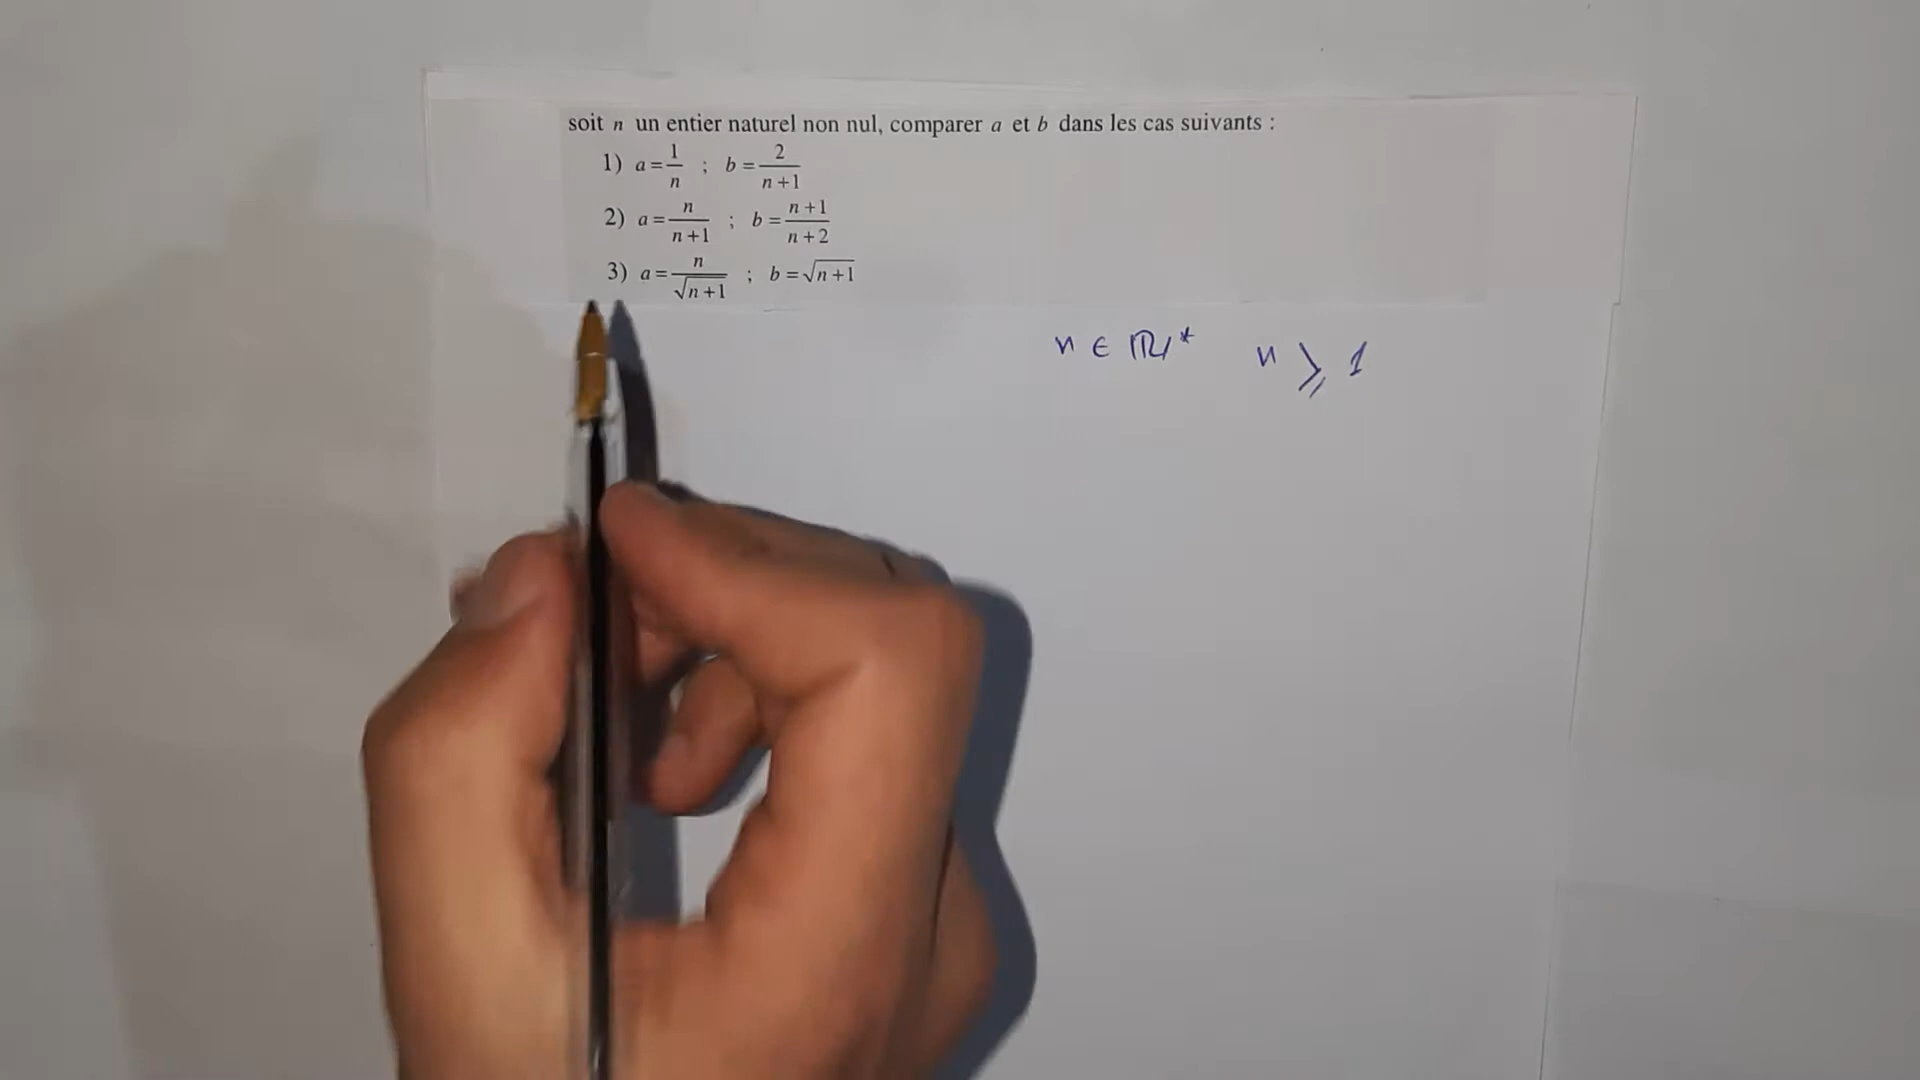 soit n un entier naturel non nul, comparer a et b dans les cas suivants :
1) a = 1/n ; b = 2/(n+1)
2) a = n/(n+1) ; b = (n+1)/(n+2)
3) a = n/√(n+1) ; b = √(n+1)
n ∈ ℕ* n ⩾ 1